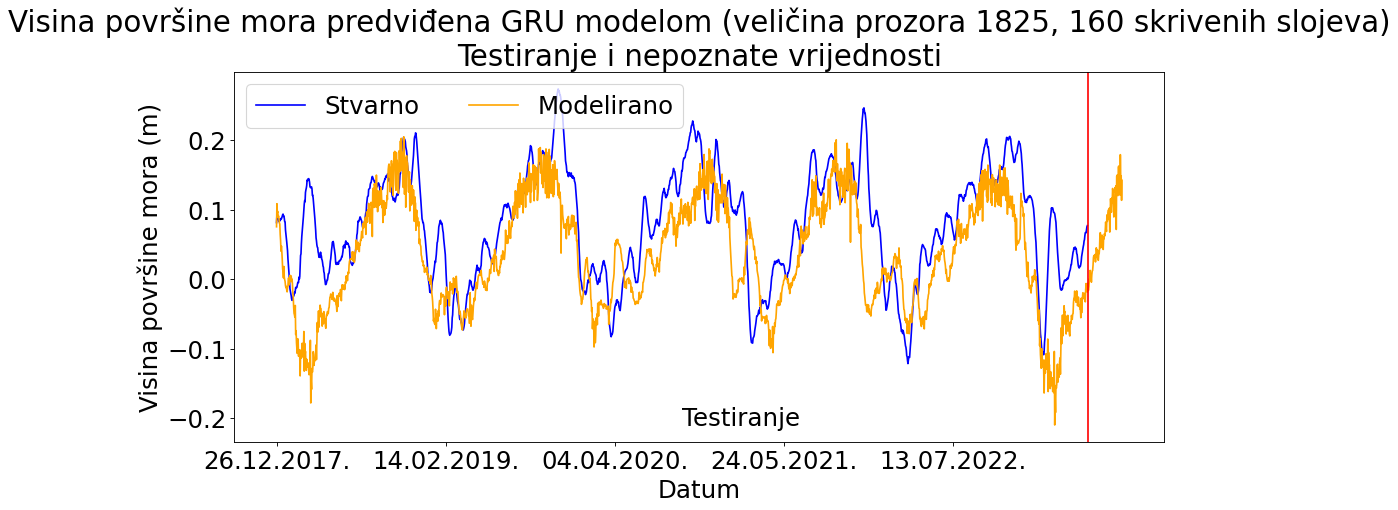 Visina površine mora predviđena GRU modelom (veličina prozora 1825, 160 skrivenih slojeva)
Testiranje i nepoznate vrijednosti
Stvarno Modelirano
Visina površine mora (m)
0.2
0.1
0.0
−0.1
−0.2
Testiranje
26.12.2017. 14.02.2019. 04.04.2020. 24.05.2021. 13.07.2022.
Datum